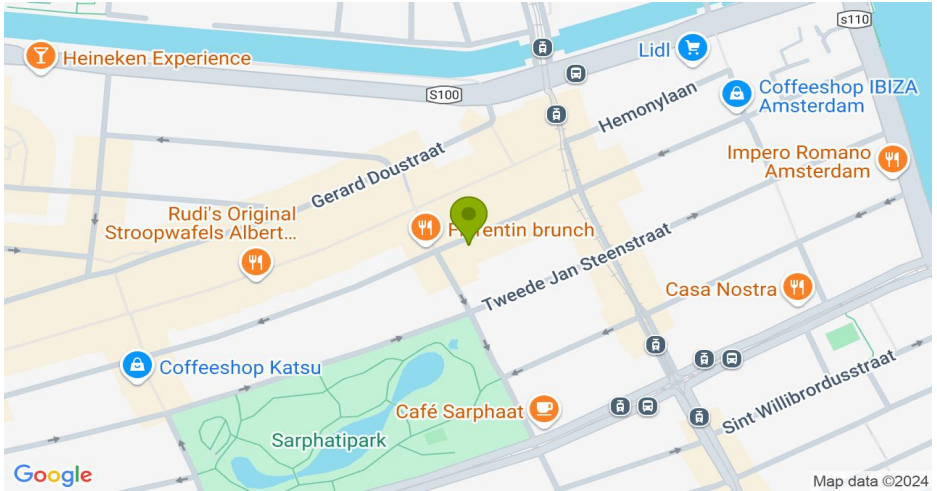 s110
Heineken Experience
Lidl
S100
Coffeeshop IBIZA
Amsterdam
Hemonylaan
Impero Romano
Amsterdam
Gerard Doustraat
Rudi's Original
Stroopwafels Albert...
Florentin brunch
Tweede Jan Steenstraat
Casa Nostra
Coffeeshop Katsu
Café Sarphaat
Sint Willibrordusstraat
Sarphatipark
Google
Map data ©2024